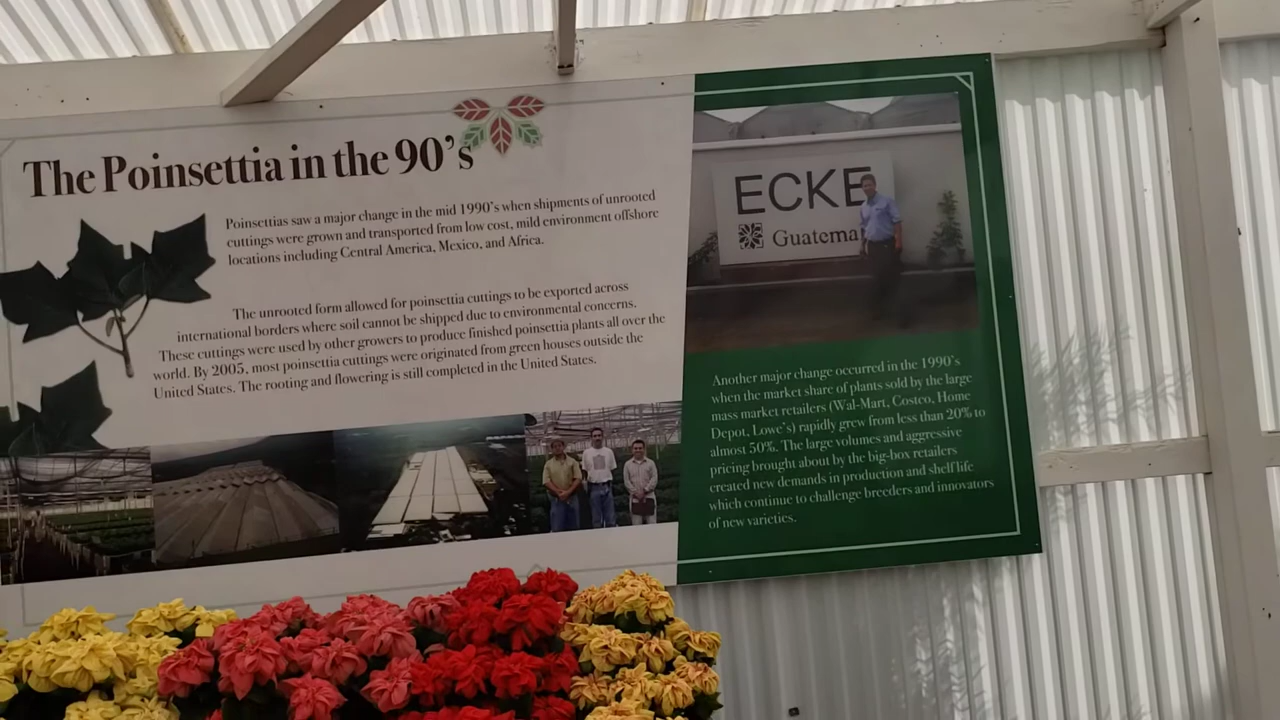 The Poinsettia in the 90's
Poinsettias saw a major change in the mid 1990's when shipments of unrooted
cuttings were grown and transported from low cost, mild environment offshore
locations including Central America, Mexico, and Africa.
The unrooted form allowed for poinsettia cuttings to be exported across
international borders where soil cannot be shipped due to environmental concerns.
These cuttings were used by other growers to produce finished poinsettia plants all over the
world. By 2005, most poinsettia cuttings were originated from green houses outside the
United States. The rooting and flowering is still completed in the United States.
ECKE
Guatema
Another major change occurred in the 1990's
when the market share of plants sold by the large
mass market retailers (Wal-Mart, Costco, Home
Depot, Lowe's) rapidly grew from less than 20% to
almost 50%. The large volumes and aggressive
pricing brought about by the big-box retailers
created new demands in production and shelf life
which continue to challenge breeders and innovators
of new varieties.